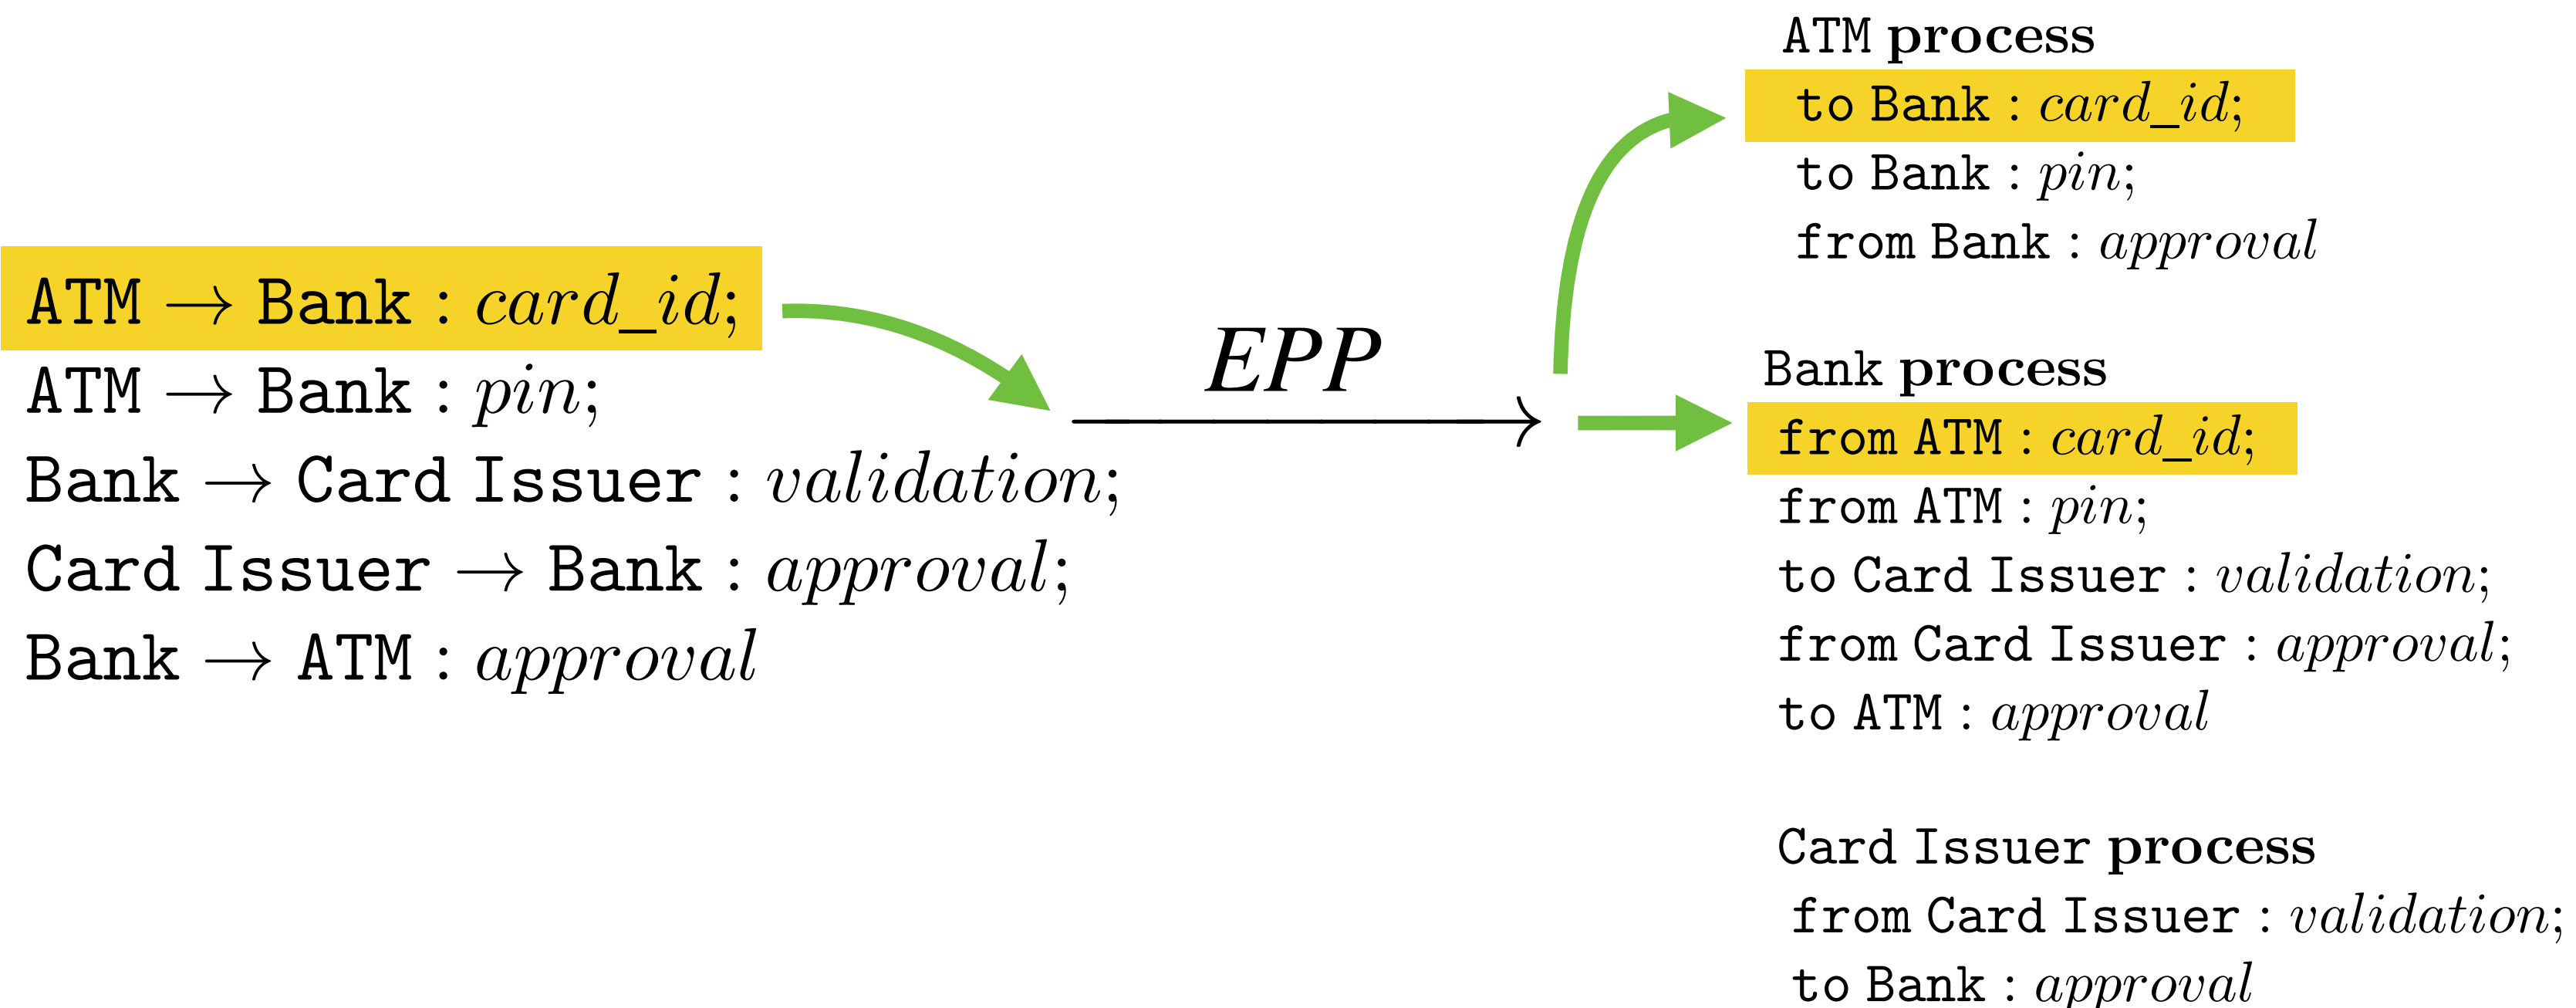 ATM → Bank : card_id;
ATM → Bank : pin;
Bank → Card Issuer : validation;
Card Issuer → Bank : approval;
Bank → ATM : approval
EPP
ATM process
to Bank : card_id;
to Bank : pin;
from Bank : approval
Bank process
from ATM : card_id;
from ATM : pin;
to Card Issuer : validation;
from Card Issuer : approval;
to ATM : approval
Card Issuer process
from Card Issuer : validation;
to Bank : approval